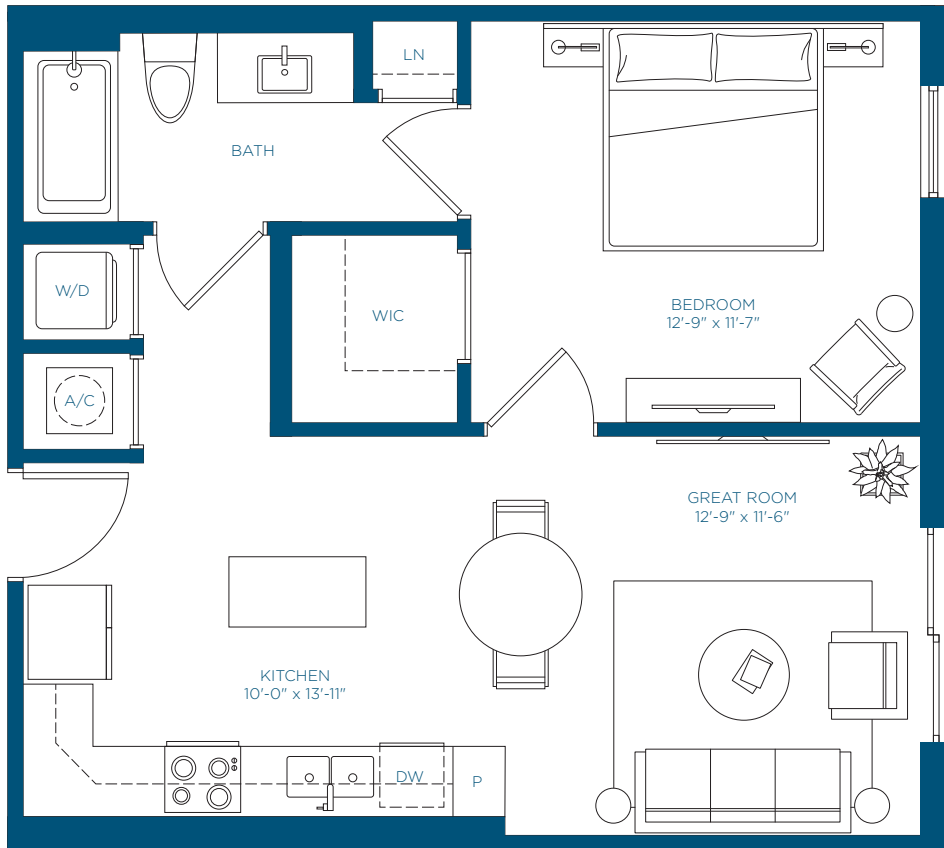 LN
BATH
W/D
WIC
BEDROOM
12'-9" x 11'-7"
A/C
GREAT ROOM
12'-9" x 11'-6"
KITCHEN
10'-0" x 13'-11"
DW
P